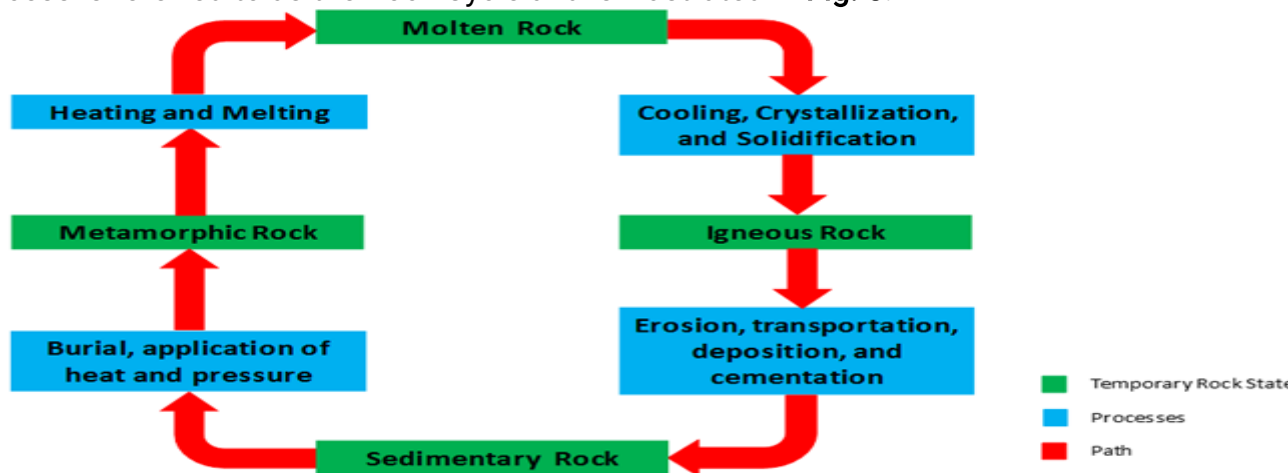 Molten Rock
Heating and Melting
Cooling, Crystallization,
and Solidification
Metamorphic Rock
Igneous Rock
Burial, application of
heat and pressure
Erosion, transportation,
deposition, and
cementation
Sedimentary Rock
Temporary Rock State
Processes
Path